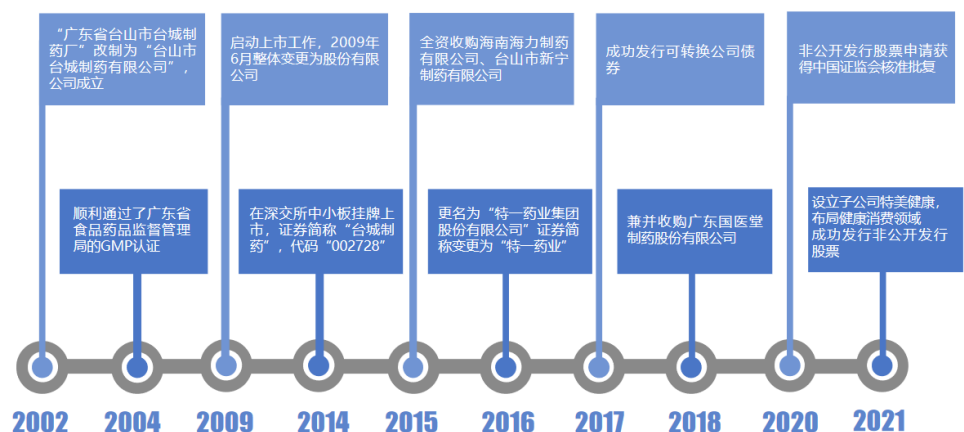 “广东省台山市台城制
药厂”改制为“台山市
台城制药有限公司”，
公司成立
启动上市工作，2009年
6月整体变更为股份有限
公司
全资收购海南海力制药
有限公司、台山市新宁
制药有限公司
成功发行可转换公司债
券
非公开发行股票申请获
得中国证监会核准批复
顺利通过了广东省
食品药品监督管理
局的GMP认证
在深交所中小板挂牌上
市，证券简称“台城制
药”，代码“002728”
更名为“特一药业集团
股份有限公司”证券简
称变更为“特一药业”
兼并收购广东国医堂
制药股份有限公司
设立子公司特美健康，
布局健康消费领域
成功发行非公开发行
股票
2002 2004 2009 2014 2015 2016 2017 2018 2020 2021